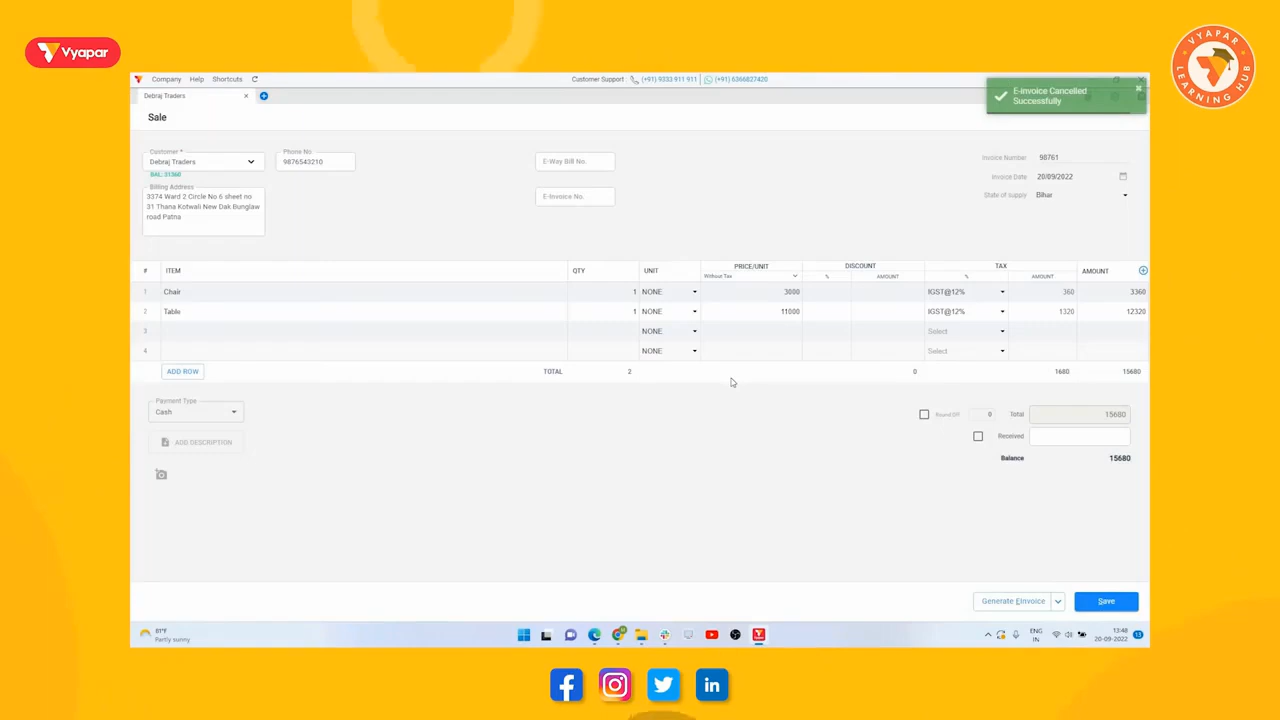 Vyapar
VYAPAR
LEARNING HUB
Company Help Shortcuts
Customer Support : (+91) 9333 911 911 | (+91) 6366827420
Debraj Traders
E-Invoice Cancelled
Successfully
Sale
Customer *
Debraj Traders
BAL: 31360
Phone No.
9876543210
Billing Address
3374 Ward 2 Circle No 6 sheet no
31 Thana Kotwali New Dak Bunglaw
road Patna
E-Way Bill No.
E-Invoice No.
Invoice Number 98761
Invoice Date 20/09/2022
State of supply Bihar
# ITEM QTY UNIT PRICE/UNIT DISCOUNT TAX AMOUNT
Without Tax % AMOUNT % AMOUNT
1 Chair 1 NONE 3000 IGST@12% 360 3360
2 Table 1 NONE 11000 IGST@12% 1320 12320
3 NONE Select
4 NONE Select
ADD ROW TOTAL 2 0 1680 15680
Payment Type
Cash
ADD DESCRIPTION
Round Off 0 Total 15680
Received
Balance 15680
Generate EInvoice Save
81°F
Partly sunny
ENG
IN
13:48
20-09-2022